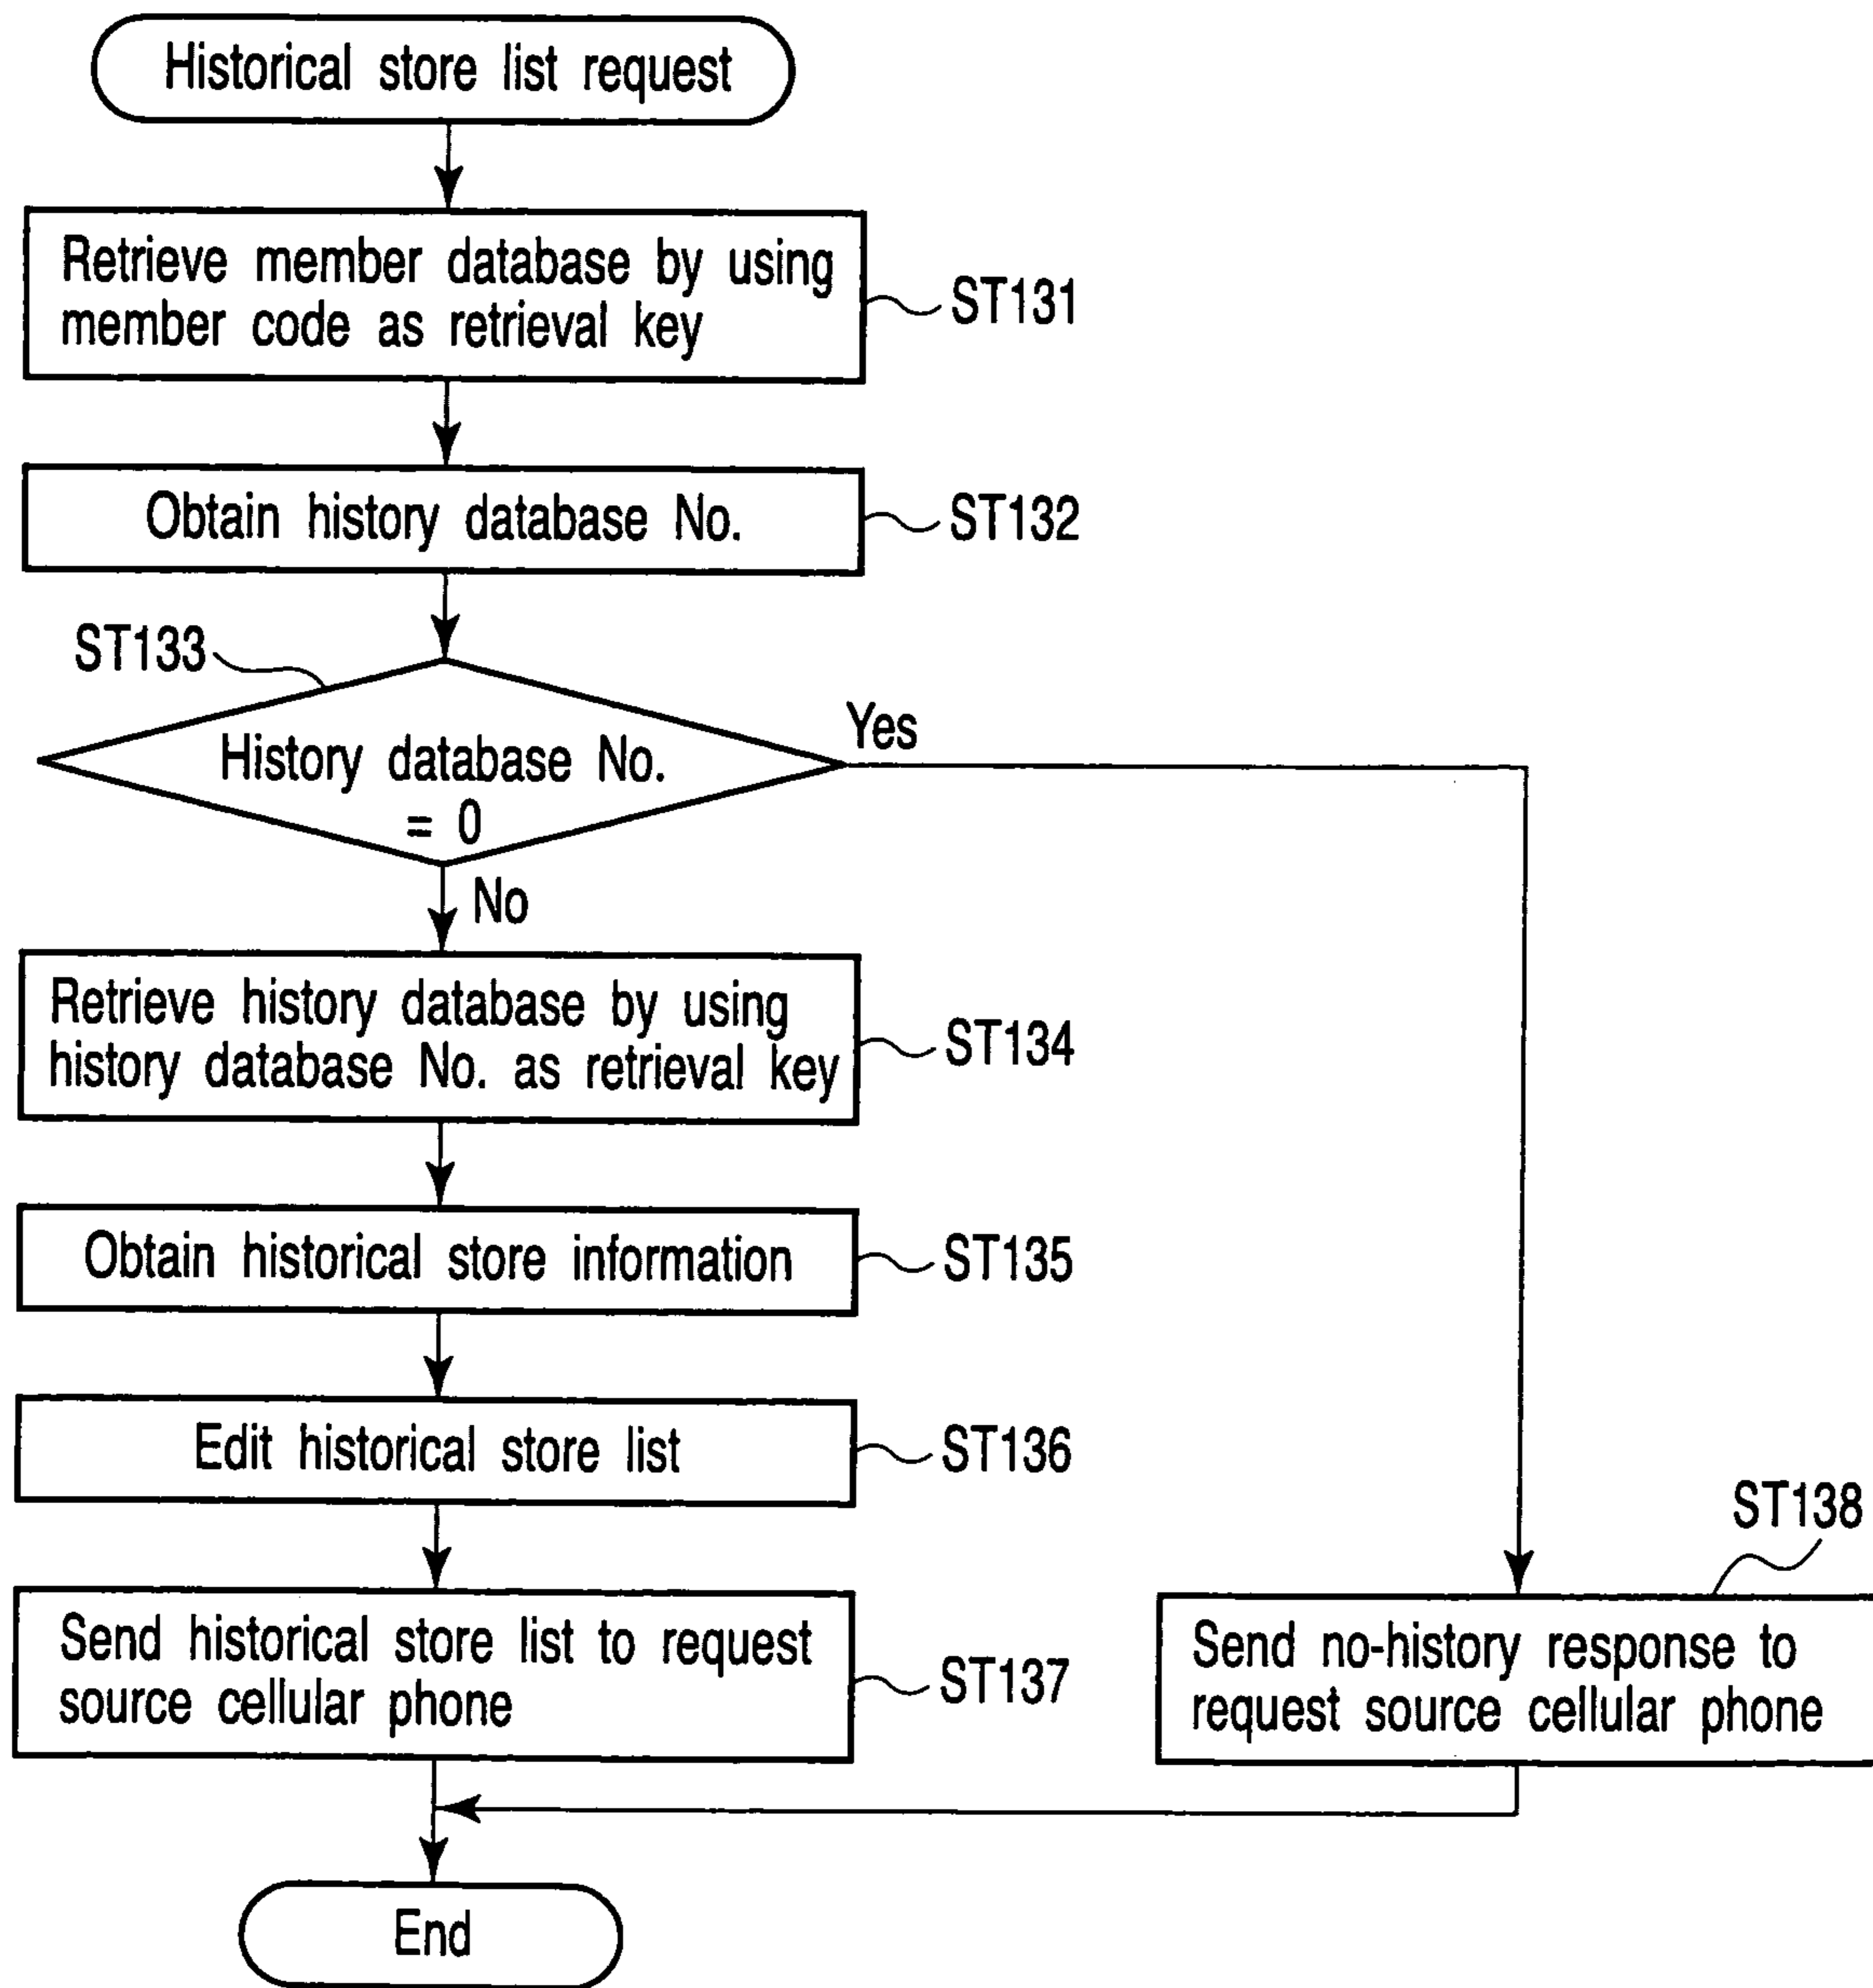 Historical store list request
Retrieve member database by using
member code as retrieval key
ST131
Obtain history database No.
ST132
ST133
History database No.
= 0
Yes
No
Retrieve history database by using
history database No. as retrieval key
ST134
Obtain historical store information
ST135
Edit historical store list
ST136
Send historical store list to request
source cellular phone
ST137
ST138
Send no-history response to
request source cellular phone
End